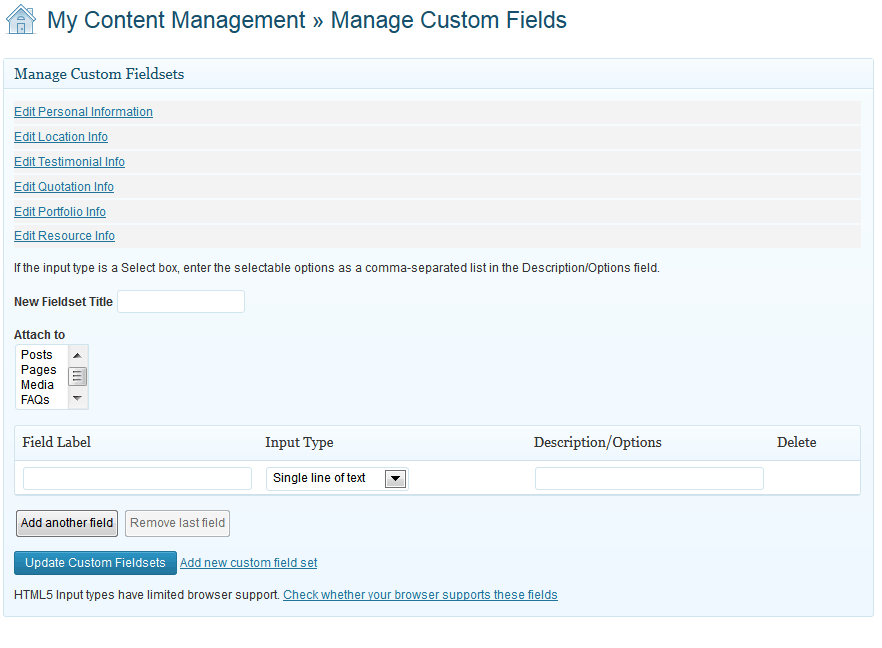 My Content Management » Manage Custom Fields
Manage Custom Fieldsets
Edit Personal Information
Edit Location Info
Edit Testimonial Info
Edit Quotation Info
Edit Portfolio Info
Edit Resource Info
If the input type is a Select box, enter the selectable options as a comma-separated list in the Description/Options field.
New Fieldset Title
Attach to
Posts
Pages
Media
FAQs
Field Label Input Type Description/Options Delete
Single line of text
Add another field Remove last field
Update Custom Fieldsets Add new custom field set
HTML5 Input types have limited browser support. Check whether your browser supports these fields